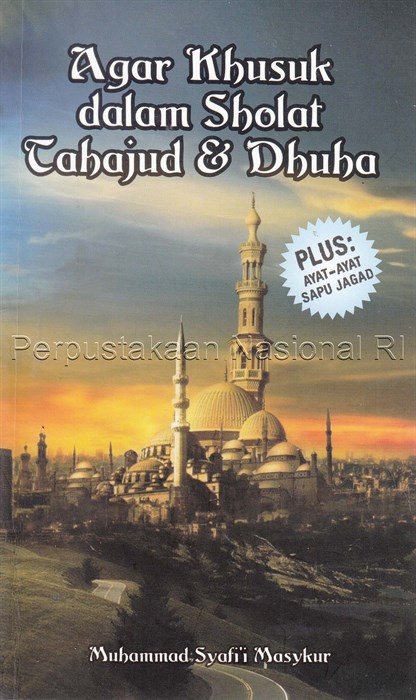 Agar Khusuk
dalam Sholat
Tahajud & Dhuha
PLUS:
AYAT-AYAT
SAPU JAGAD
Perpustakaan Nasional RI
Muhammad Syafi'i Masykur